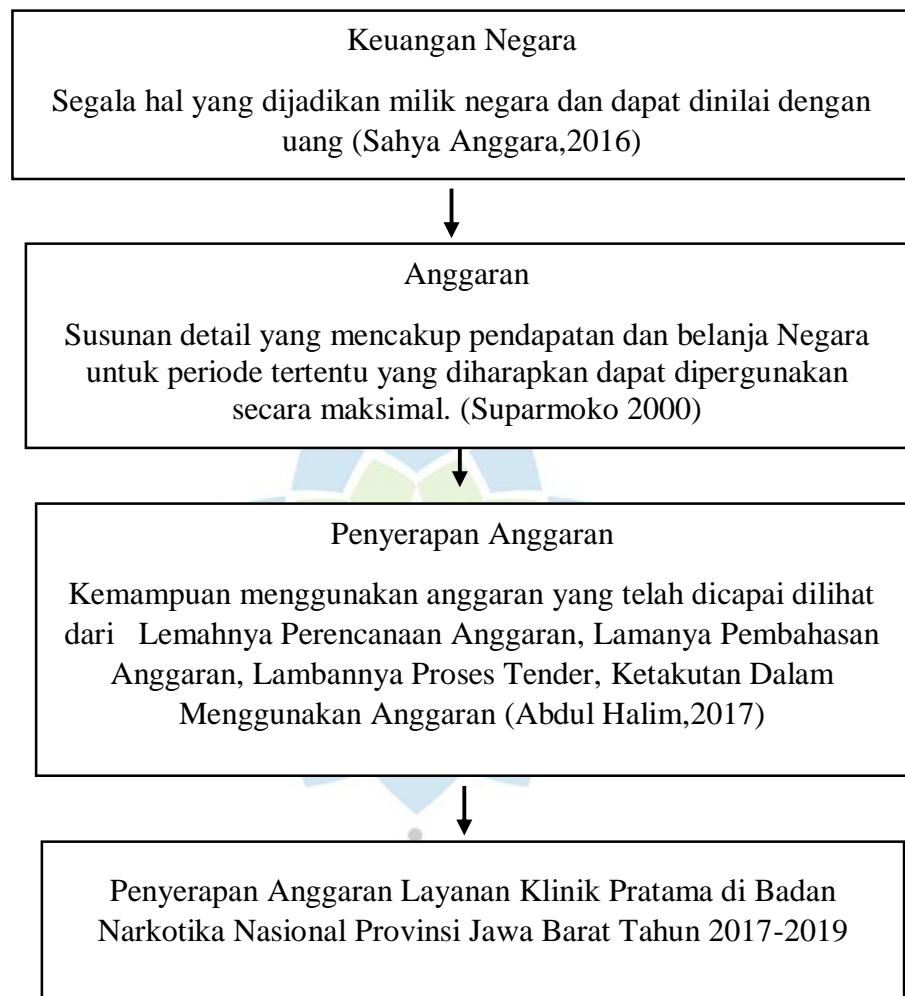 Keuangan Negara
Segala hal yang dijadikan milik negara dan dapat dinilai dengan
uang (Sahya Anggara,2016)
Anggaran
Susunan detail yang mencakup pendapatan dan belanja Negara
untuk periode tertentu yang diharapkan dapat dipergunakan
secara maksimal. (Suparmoko 2000)
Penyerapan Anggaran
Kemampuan menggunakan anggaran yang telah dicapai dilihat
dari Lemahnya Perencanaan Anggaran, Lamanya Pembahasan
Anggaran, Lambannya Proses Tender, Ketakutan Dalam
Menggunakan Anggaran (Abdul Halim,2017)
Penyerapan Anggaran Layanan Klinik Pratama di Badan
Narkotika Nasional Provinsi Jawa Barat Tahun 2017-2019